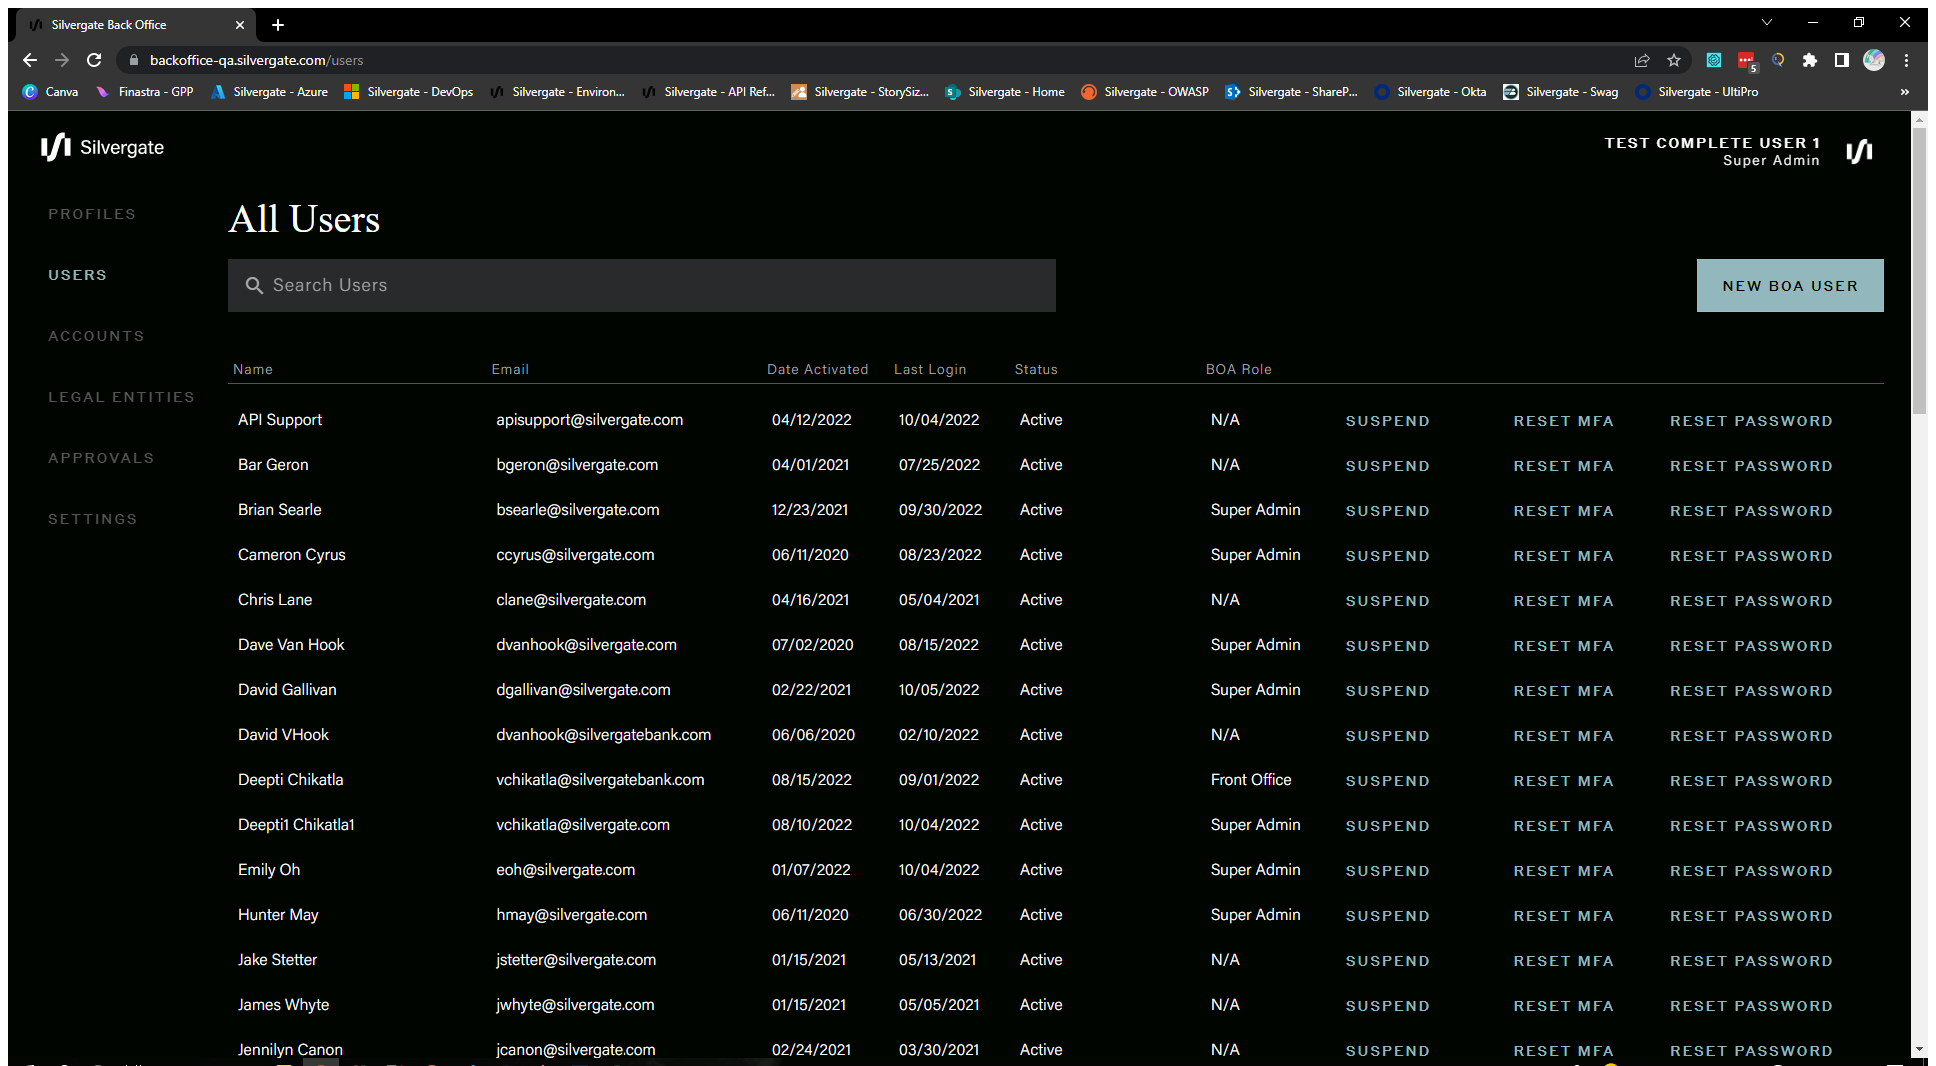 Silvergate Back Office
backoffice-qa.silvergate.com/users
5
Canva Finastra - GPP Silvergate - Azure Silvergate - DevOps Silvergate - Environ... Silvergate - API Ref... Silvergate - StorySiz... Silvergate - Home Silvergate - OWASP Silvergate - ShareP... Silvergate - Okta Silvergate - Swag Silvergate - UltiPro »
Silvergate
TEST COMPLETE USER 1
Super Admin
PROFILES
USERS
ACCOUNTS
LEGAL ENTITIES
APPROVALS
SETTINGS
All Users
Search Users
NEW BOA USER
Name Email Date Activated Last Login Status BOA Role
API Support apisupport@silvergate.com 04/12/2022 10/04/2022 Active N/A SUSPEND RESET MFA RESET PASSWORD
Bar Geron bgeron@silvergate.com 04/01/2021 07/25/2022 Active N/A SUSPEND RESET MFA RESET PASSWORD
Brian Searle bsearle@silvergate.com 12/23/2021 09/30/2022 Active Super Admin SUSPEND RESET MFA RESET PASSWORD
Cameron Cyrus ccyrus@silvergate.com 06/11/2020 08/23/2022 Active Super Admin SUSPEND RESET MFA RESET PASSWORD
Chris Lane clane@silvergate.com 04/16/2021 05/04/2021 Active N/A SUSPEND RESET MFA RESET PASSWORD
Dave Van Hook dvanhook@silvergate.com 07/02/2020 08/15/2022 Active Super Admin SUSPEND RESET MFA RESET PASSWORD
David Gallivan dgallivan@silvergate.com 02/22/2021 10/05/2022 Active Super Admin SUSPEND RESET MFA RESET PASSWORD
David VHook dvanhook@silvergatebank.com 06/06/2020 02/10/2022 Active N/A SUSPEND RESET MFA RESET PASSWORD
Deepti Chikatla vchikatla@silvergatebank.com 08/15/2022 09/01/2022 Active Front Office SUSPEND RESET MFA RESET PASSWORD
Deepti1 Chikatla1 vchikatla@silvergate.com 08/10/2022 10/04/2022 Active Super Admin SUSPEND RESET MFA RESET PASSWORD
Emily Oh eoh@silvergate.com 01/07/2022 10/04/2022 Active Super Admin SUSPEND RESET MFA RESET PASSWORD
Hunter May hmay@silvergate.com 06/11/2020 06/30/2022 Active Super Admin SUSPEND RESET MFA RESET PASSWORD
Jake Stetter jstetter@silvergate.com 01/15/2021 05/13/2021 Active N/A SUSPEND RESET MFA RESET PASSWORD
James Whyte jwhyte@silvergate.com 01/15/2021 05/05/2021 Active N/A SUSPEND RESET MFA RESET PASSWORD
Jennilyn Canon jcanon@silvergate.com 02/24/2021 03/30/2021 Active N/A SUSPEND RESET MFA RESET PASSWORD